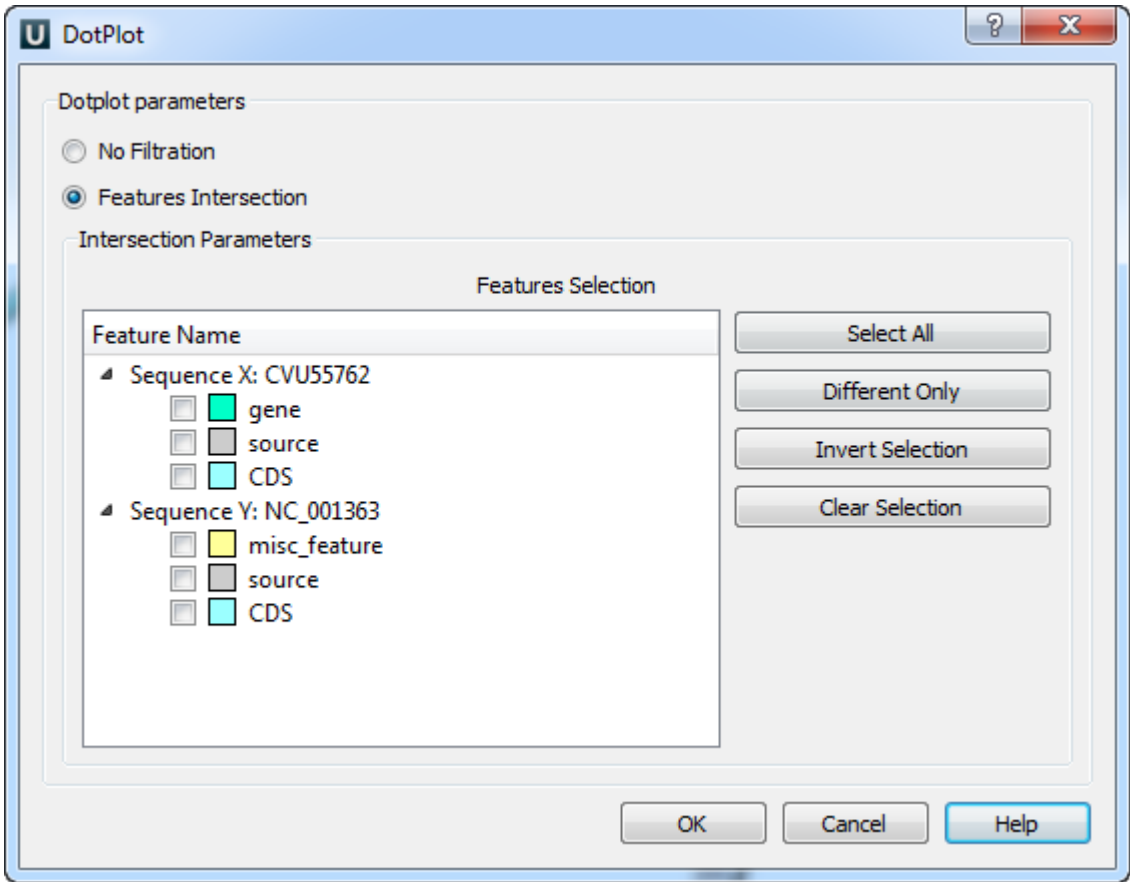 U DotPlot ?
Dotplot parameters
No Filtration
Features Intersection
Intersection Parameters
Features Selection
Feature Name
Select All
Sequence X: CVU55762
gene
Different Only
source
Invert Selection
CDS
Sequence Y: NC_001363
Clear Selection
misc_feature
source
CDS
OK Cancel Help